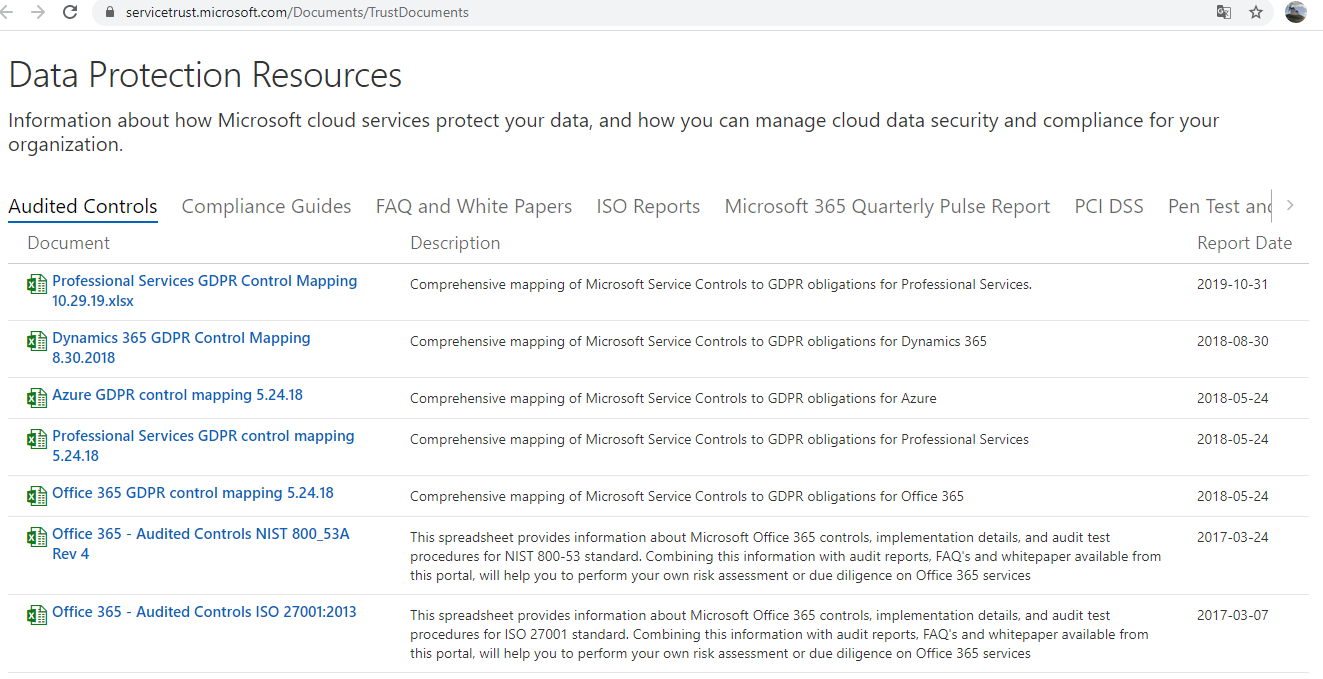 servicetrust.microsoft.com/Documents/TrustDocuments
Data Protection Resources
Information about how Microsoft cloud services protect your data, and how you can manage cloud data security and compliance for your
organization.
Audited Controls Compliance Guides FAQ and White Papers ISO Reports Microsoft 365 Quarterly Pulse Report PCI DSS Pen Test and
Document Description Report Date
Professional Services GDPR Control Mapping
10.29.19.xlsx
Comprehensive mapping of Microsoft Service Controls to GDPR obligations for Professional Services.
2019-10-31
Dynamics 365 GDPR Control Mapping
8.30.2018
Comprehensive mapping of Microsoft Service Controls to GDPR obligations for Dynamics 365
2018-08-30
Azure GDPR control mapping 5.24.18
Comprehensive mapping of Microsoft Service Controls to GDPR obligations for Azure
2018-05-24
Professional Services GDPR control mapping
5.24.18
Comprehensive mapping of Microsoft Service Controls to GDPR obligations for Professional Services
2018-05-24
Office 365 GDPR control mapping 5.24.18
Comprehensive mapping of Microsoft Service Controls to GDPR obligations for Office 365
2018-05-24
Office 365 - Audited Controls NIST 800_53A
Rev 4
This spreadsheet provides information about Microsoft Office 365 controls, implementation details, and audit test
procedures for NIST 800-53 standard. Combining this information with audit reports, FAQ's and whitepaper available from
this portal, will help you to perform your own risk assessment or due diligence on Office 365 services
2017-03-24
Office 365 - Audited Controls ISO 27001:2013
This spreadsheet provides information about Microsoft Office 365 controls, implementation details, and audit test
procedures for ISO 27001 standard. Combining this information with audit reports, FAQ's and whitepaper available from
this portal, will help you to perform your own risk assessment or due diligence on Office 365 services
2017-03-07